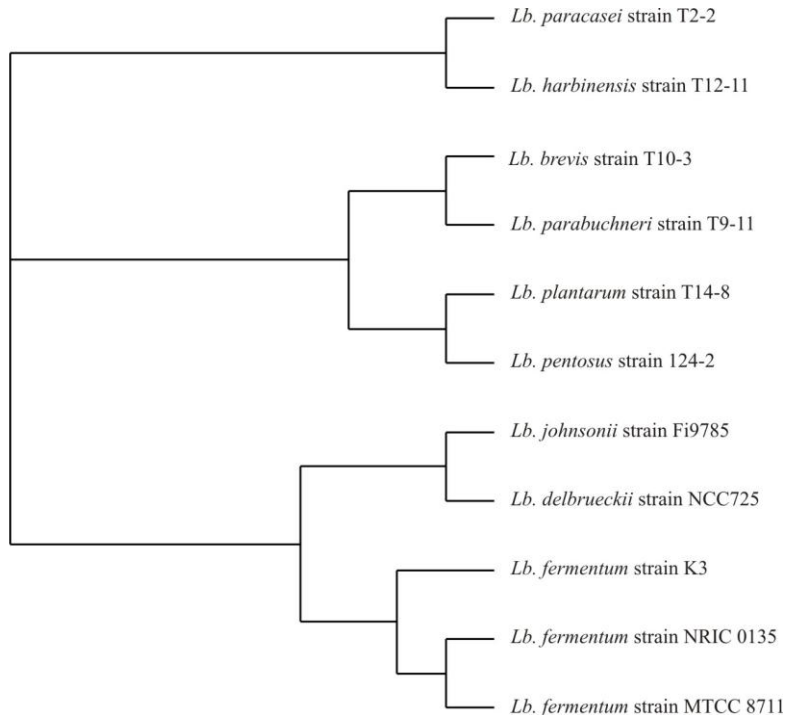 Lb. paracasei strain T2-2
Lb. harbinensis strain T12-11
Lb. brevis strain T10-3
Lb. parabuchneri strain T9-11
Lb. plantarum strain T14-8
Lb. pentosus strain 124-2
Lb. johnsonii strain Fi9785
Lb. delbrueckii strain NCC725
Lb. fermentum strain K3
Lb. fermentum strain NRIC 0135
Lb. fermentum strain MTCC 8711